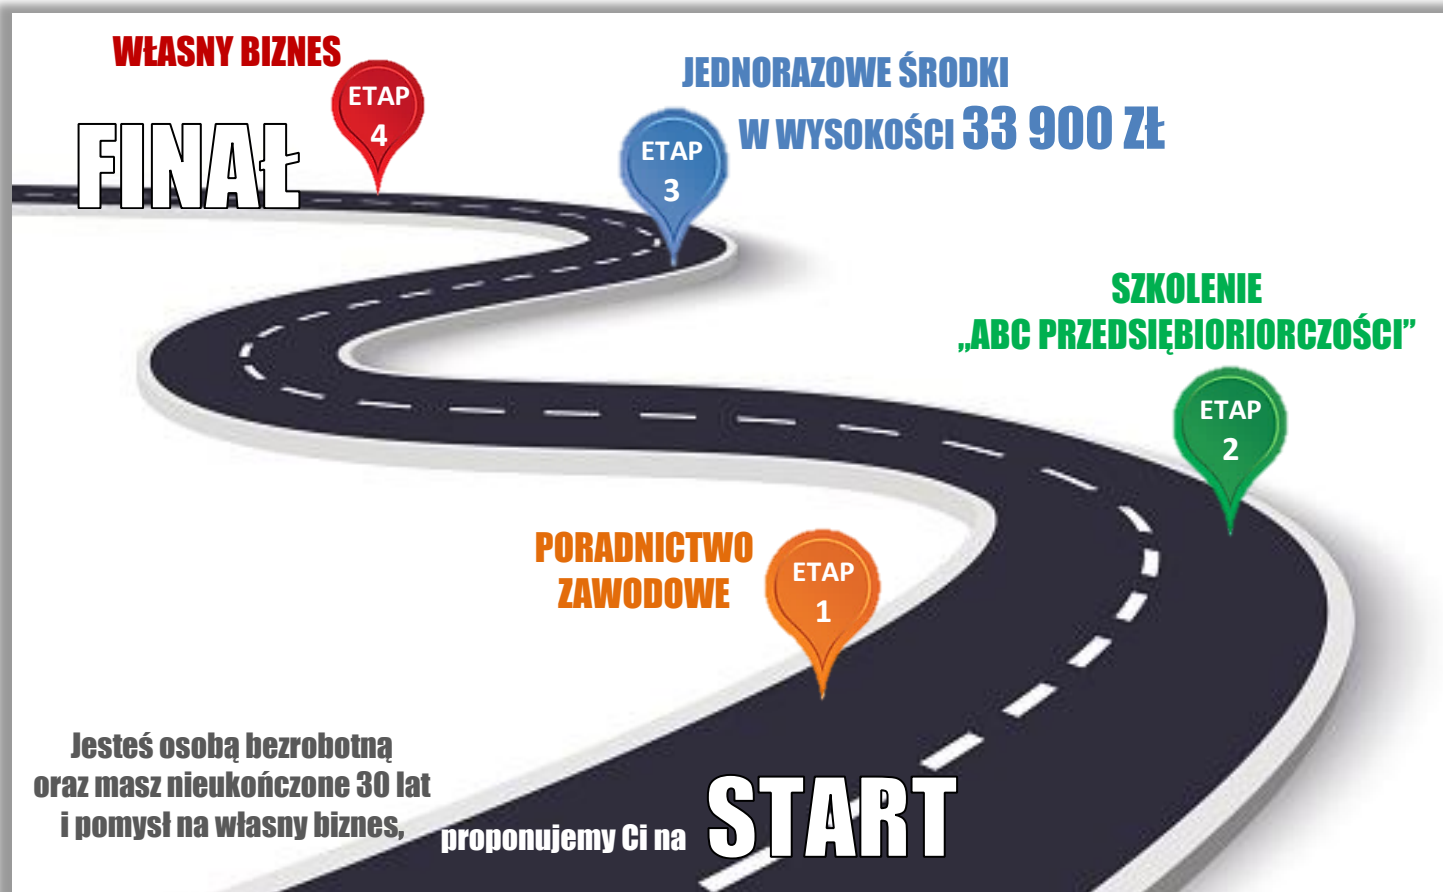 WŁASNY BIZNES
FINAŁ
ETAP
4
JEDNORAZOWE ŚRODKI
W WYSOKOŚCI 33 900 ZŁ
ETAP
3
SZKOLENIE
„ABC PRZEDSIĘBIORIORCZOŚCI”
ETAP
2
PORADNICTWO
ZAWODOWE
ETAP
1
Jesteś osobą bezrobotną
oraz masz nieukończone 30 lat
i pomysł na własny biznes,
proponujemy Ci na START